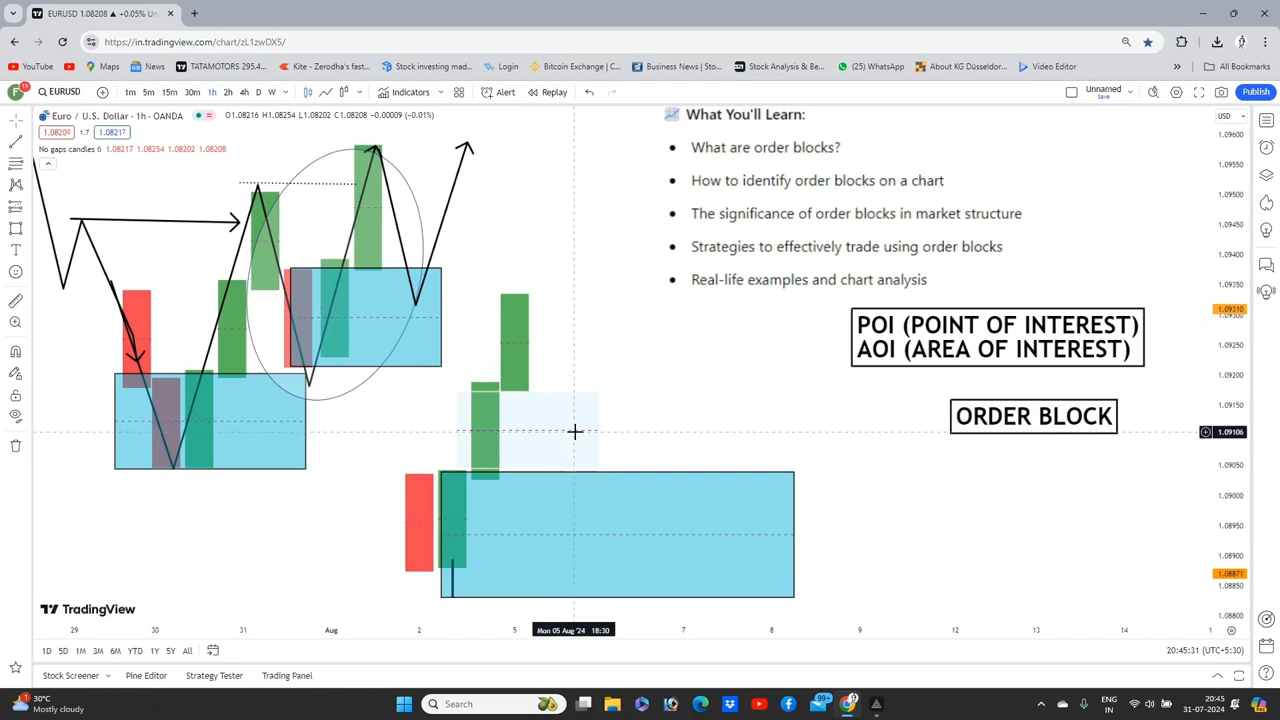 EURUSD 1.08208 ▲ +0.05% Un
https://in.tradingview.com/chart/zL1zwDX5/
YouTube
Maps
News
TATAMOTORS 295.4...
Kite - Zerodha's fast...
Stock investing mad...
Login
Bitcoin Exchange | C...
Business News | Sto...
Stock Analysis & Be...
(25) WhatsApp
About KG Düsseldor...
Video Editor
All Bookmarks
F
11
EURUSD
1m 5m 15m 30m 1h 2h 4h D W
Indicators
Alert
Replay
Unnamed
Save
Publish
Euro / U.S. Dollar · 1h · OANDA
O1.08216 H1.08254 L1.08202 C1.08208 −0.00009 (−0.01%)
1.08200 1.7 1.08217
No gaps candles 6 1.08217 1.08254 1.08202 1.08208
What You'll Learn:
• What are order blocks?
• How to identify order blocks on a chart
• The significance of order blocks in market structure
• Strategies to effectively trade using order blocks
• Real-life examples and chart analysis
POI (POINT OF INTEREST)
AOI (AREA OF INTEREST)
ORDER BLOCK
USD
1.09600
1.09550
1.09500
1.09450
1.09400
1.09350
1.09310
1.09300
1.09250
1.09200
1.09150
1.09106
1.09050
1.09000
1.08950
1.08900
1.08871
1.08850
1.08800
TradingView
29 30 31 Aug 2 5 Mon 05 Aug '24 18:30 7 8 9 12 13 14 1
1D 5D 1M 3M 6M YTD 1Y 5Y All
20:45:31 (UTC+5:30)
Stock Screener
Pine Editor
Strategy Tester
Trading Panel
1
30°C
Mostly cloudy
Search
99+
ENG
IN
20:45
31-07-2024